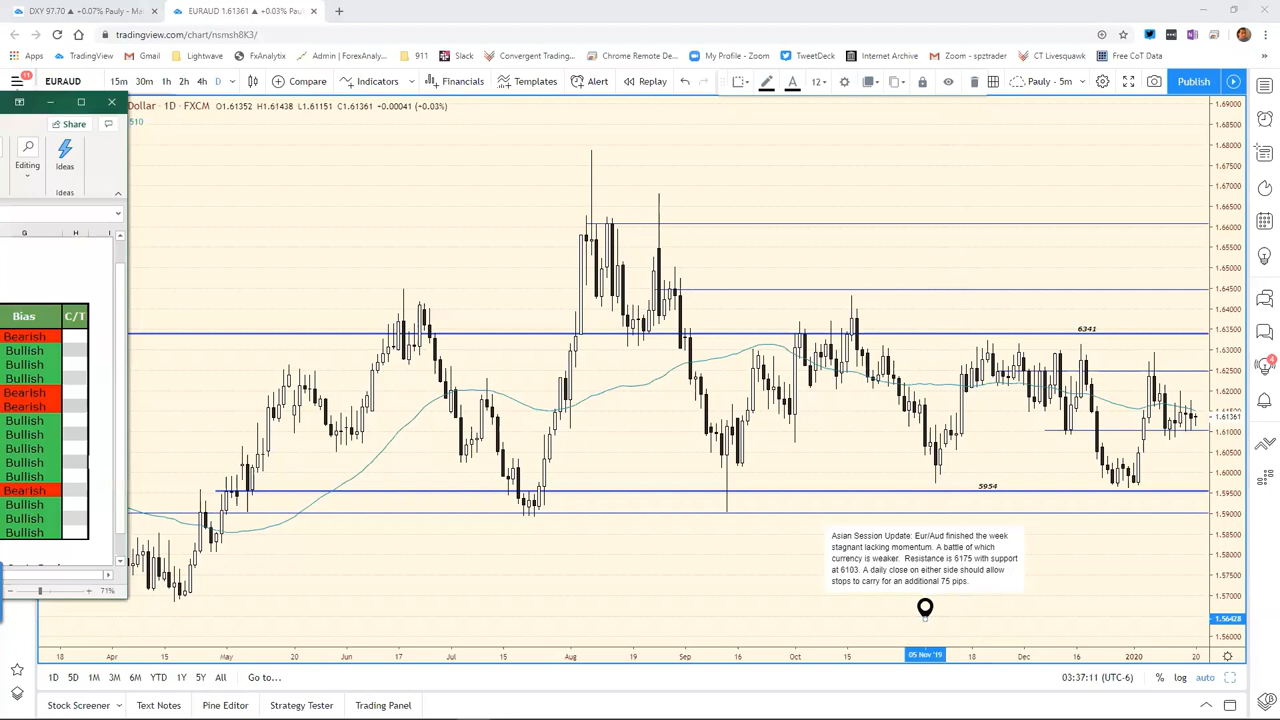 DXY 97.70 ▲ +0.07% Pauly - Ma
EURAUD 1.61361 ▲ +0.03% Pauly
tradingview.com/chart/nsmsh8K3/
Apps TradingView Gmail Lightwave FxAnalytix Admin | ForexAnaly... 911 Slack Convergent Trading... Chrome Remote De... My Profile - Zoom TweetDeck Internet Archive Zoom - spztrader CT Livesquawk Free CoT Data
11
EURAUD 15m 30m 1h 2h 4h D Compare Indicators Financials Templates Alert Replay 12 Pauly - 5m Publish
Dollar · 1D · FXCM O1.61352 H1.61438 L1.61151 C1.61361 −0.00041 (−0.03%)
510
Share
Editing
Ideas
Ideas
G H I
Bias C/T
Bearish
Bullish
Bullish
Bullish
Bearish
Bearish
Bullish
Bullish
Bullish
Bullish
Bullish
Bearish
Bullish
Bullish
Bullish
71%
6341
5954
Asian Session Update: Eur/Aud finished the week
stagnant lacking momentum. A battle of which
currency is weaker. Resistance is 6175 with support
at 6103. A daily close on either side should allow
stops to carry for an additional 75 pips.
1.69000
1.68500
1.68000
1.67500
1.67000
1.66500
1.66000
1.65500
1.65000
1.64500
1.64000
1.63500
1.63000
1.62500
1.62000
1.61361
1.61000
1.60500
1.60000
1.59500
1.59000
1.58500
1.58000
1.57500
1.57000
1.56428
1.56000
4
18 Apr 15 May 20 Jun 17 Jul 15 Aug 19 Sep 16 Oct 15 05 Nov '19 18 Dec 16 2020 20
1D 5D 1M 3M 6M YTD 1Y 5Y All Go to... 03:37:11 (UTC-6) % log auto
Stock Screener Text Notes Pine Editor Strategy Tester Trading Panel